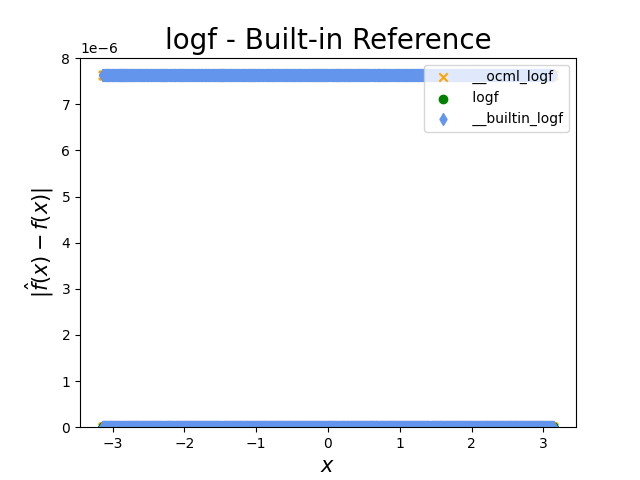 logf - Built-in Reference
1e−6
8
7
6
5
4
3
2
1
0
|f̂(x) − f(x)|
__ocml_logf
logf
__builtin_logf
−3
−2
−1
0
1
2
3
x